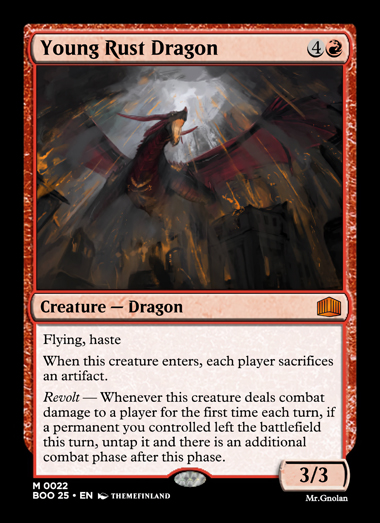 Young Rust Dragon 4
Creature — Dragon
Flying, haste
When this creature enters, each player sacrifices
an artifact.
Revolt — Whenever this creature deals combat
damage to a player for the first time each turn, if
a permanent you controlled left the battlefield
this turn, untap it and there is an additional
combat phase after this phase.
3/3
M 0022
BOO 25 • EN THEMEFINLAND
Mr.Gnolan